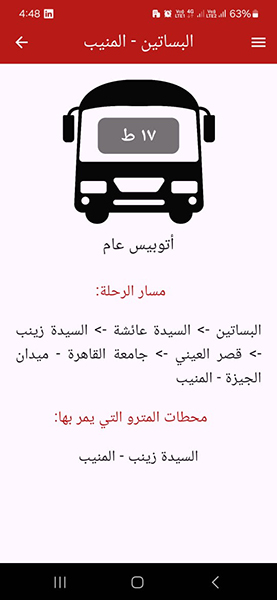 4:48 63%
البساتين - المنيب
١٧ ط
أتوبيس عام
مسار الرحلة:
البساتين -> السيدة عائشة -> السيدة زينب
-> قصر العيني -> جامعة القاهرة - ميدان
الجيزة - المنيب
محطات المترو التي يمر بها:
السيدة زينب - المنيب